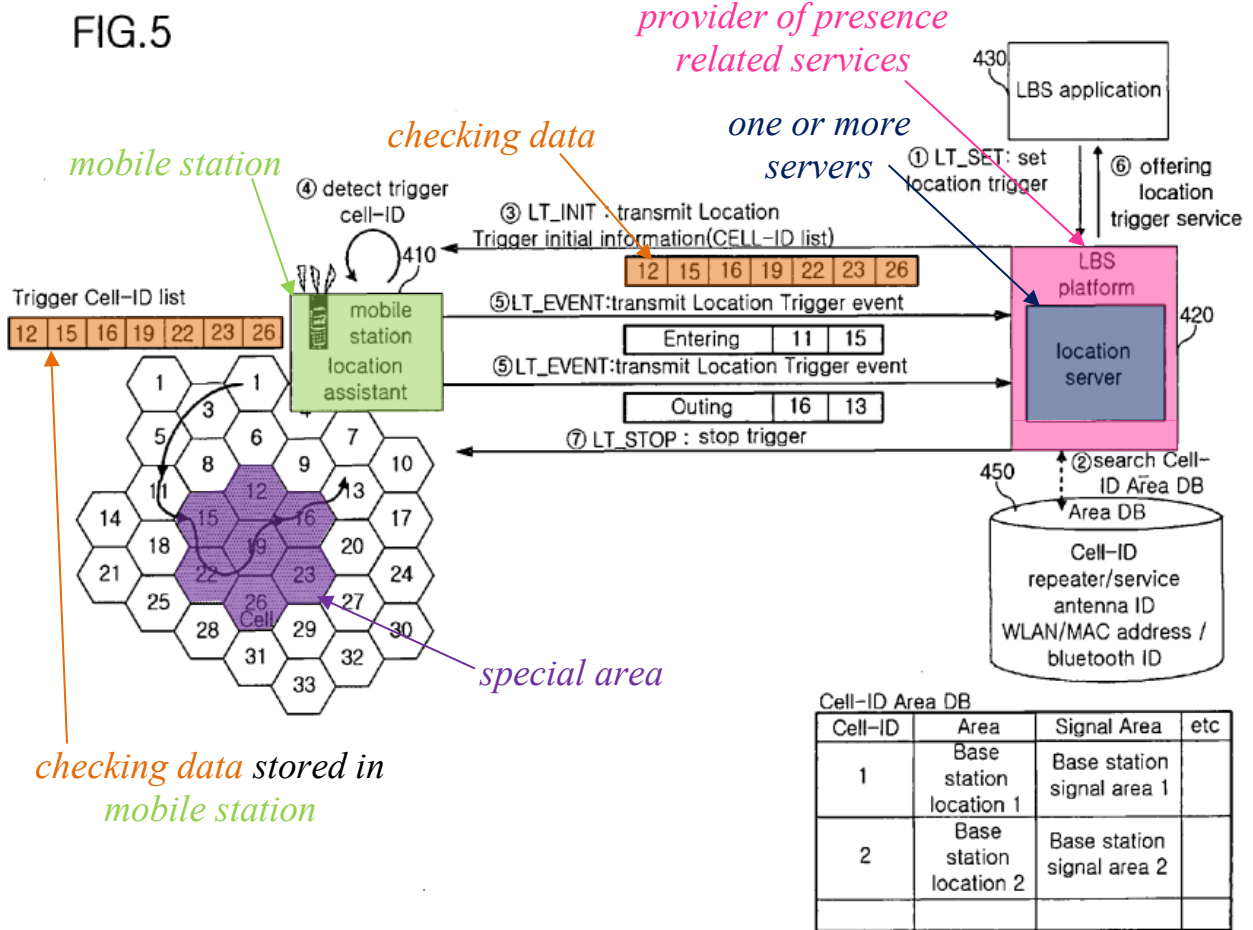 FIG.5
provider of presence
related services
430
LBS application
checking data
one or more
servers
mobile station
① LT_SET: set
location trigger
⑥ offering
location
trigger service
④ detect trigger
cell-ID
③ LT_INIT : transmit Location
Trigger initial information(CELL-ID list)
410
12 15 16 19 22 23 26
LBS
platform
Trigger Cell-ID list
12 15 16 19 22 23 26
mobile
station
location
assistant
⑤LT_EVENT:transmit Location Trigger event
Entering 11 15
⑤LT_EVENT:transmit Location Trigger event
Outing 16 13
⑦ LT_STOP : stop trigger
location
server
420
1 1
3 4
5 6 7
8 9 10
11 12 13
14 15 16 17
18 19 20
21 22 23 24
25 26 27
Cell
28 29 30
31 32
33
450
②search Cell-
ID Area DB
Area DB
Cell-ID
repeater/service
antenna ID
WLAN/MAC address /
bluetooth ID
special area
checking data stored in
mobile station
Cell-ID Area DB
Cell-ID Area Signal Area etc
1 Base station location 1 Base station signal area 1
2 Base station location 2 Base station signal area 2